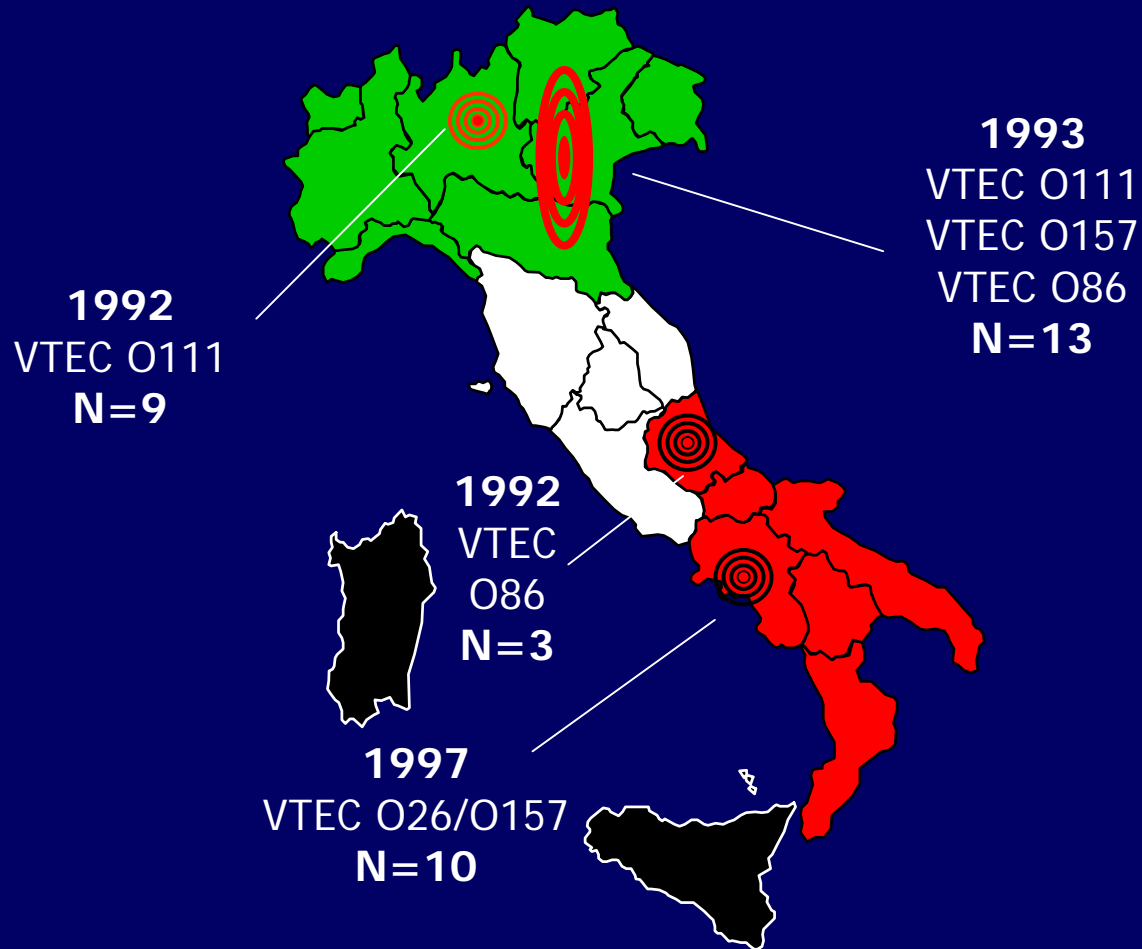 1993
VTEC O111
VTEC O157
VTEC O86
N=13
1992
VTEC O111
N=9
1992
VTEC
O86
N=3
1997
VTEC O26/O157
N=10